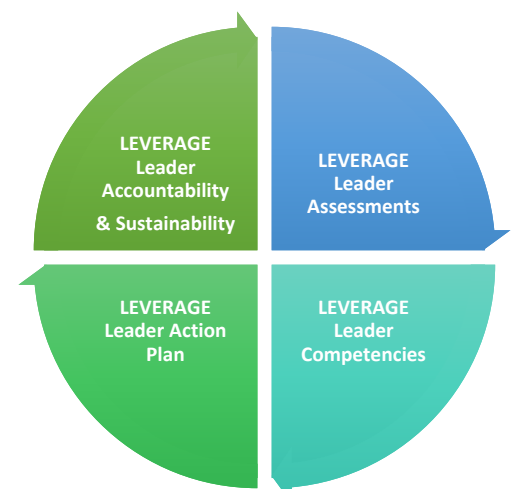 LEVERAGE
Leader
Accountability
& Sustainability
LEVERAGE
Leader
Assessments
LEVERAGE
Leader Action
Plan
LEVERAGE
Leader
Competencies